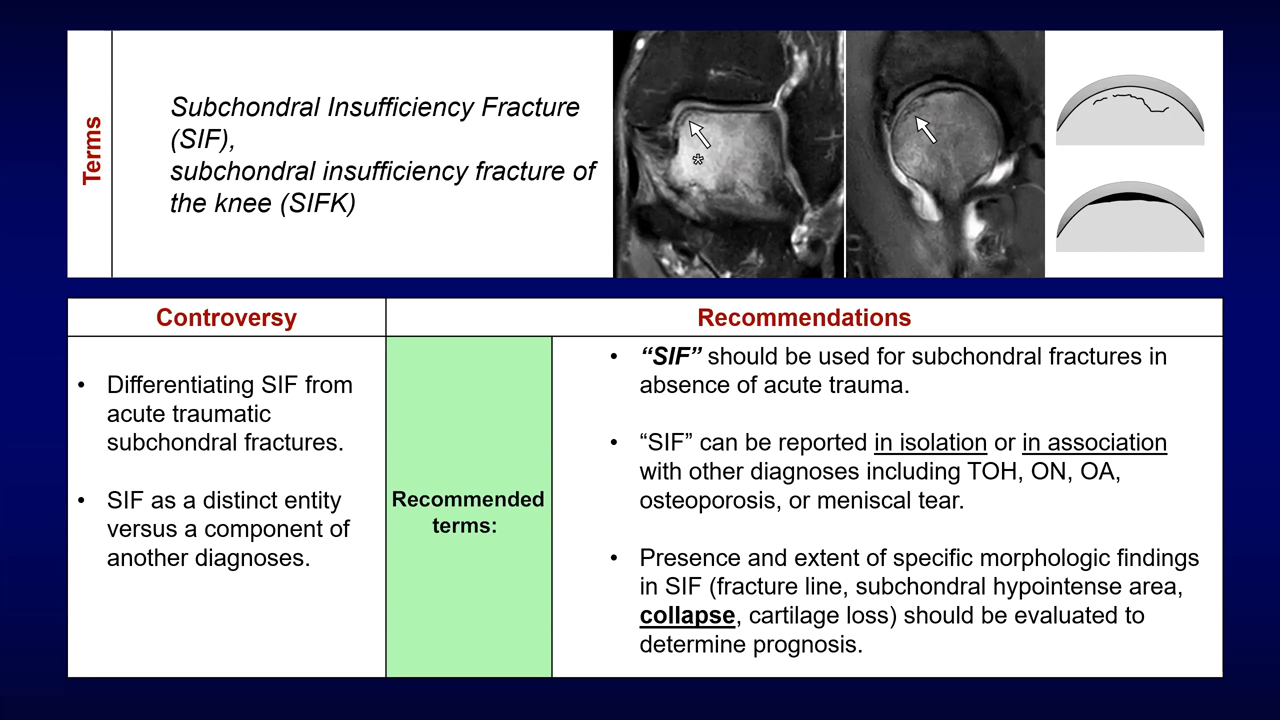 Terms
Subchondral Insufficiency Fracture
(SIF),
subchondral insufficiency fracture of
the knee (SIFK)
*
Controversy
Recommendations
• Differentiating SIF from
acute traumatic
subchondral fractures.
• SIF as a distinct entity
versus a component of
another diagnoses.
Recommended
terms:
• “SIF” should be used for subchondral fractures in
absence of acute trauma.
• “SIF” can be reported in isolation or in association
with other diagnoses including TOH, ON, OA,
osteoporosis, or meniscal tear.
• Presence and extent of specific morphologic findings
in SIF (fracture line, subchondral hypointense area,
collapse, cartilage loss) should be evaluated to
determine prognosis.